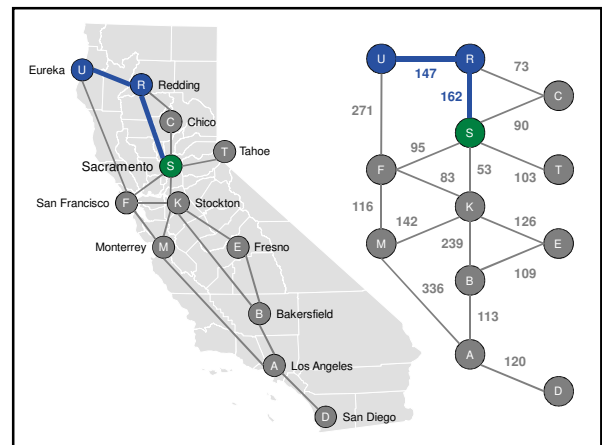 U
Eureka
R
Redding
C
Chico
T
Tahoe
Sacramento
S
San Francisco
F
K
Stockton
Monterrey
M
E
Fresno
B
Bakersfield
A
Los Angeles
D
San Diego
U
R
147
73
C
271
162
90
S
95
53
103
T
F
83
116
K
142
126
M
239
E
336
B
109
113
A
120
D